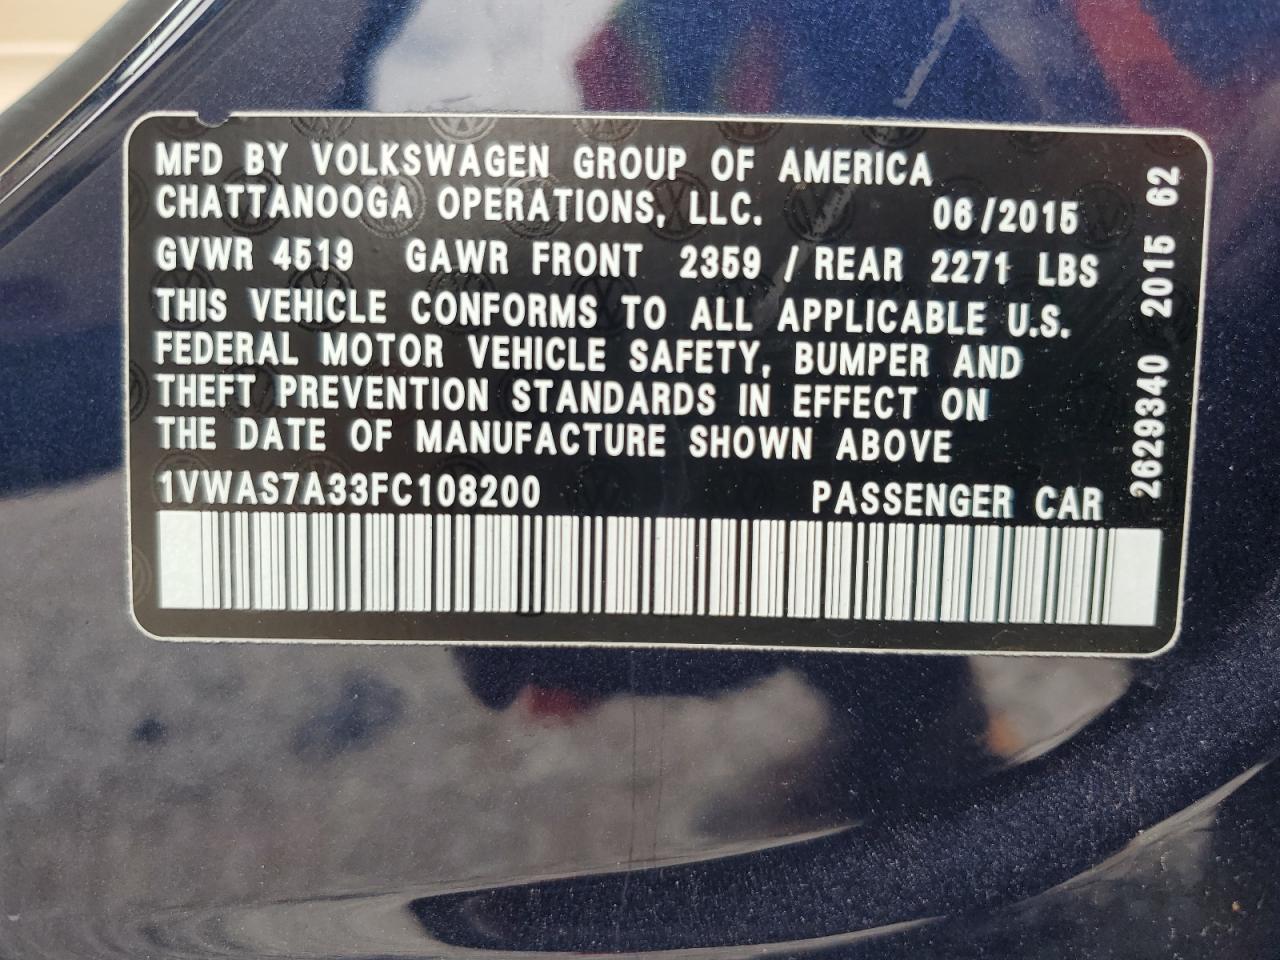 MFD BY VOLKSWAGEN GROUP OF AMERICA
CHATTANOOGA OPERATIONS, LLC. 06/2015
GVWR 4519 GAWR FRONT 2359 / REAR 2271 LBS
THIS VEHICLE CONFORMS TO ALL APPLICABLE U.S.
FEDERAL MOTOR VEHICLE SAFETY, BUMPER AND
THEFT PREVENTION STANDARDS IN EFFECT ON
THE DATE OF MANUFACTURE SHOWN ABOVE
1VWAS7A33FC108200 PASSENGER CAR
2629340 2015 62